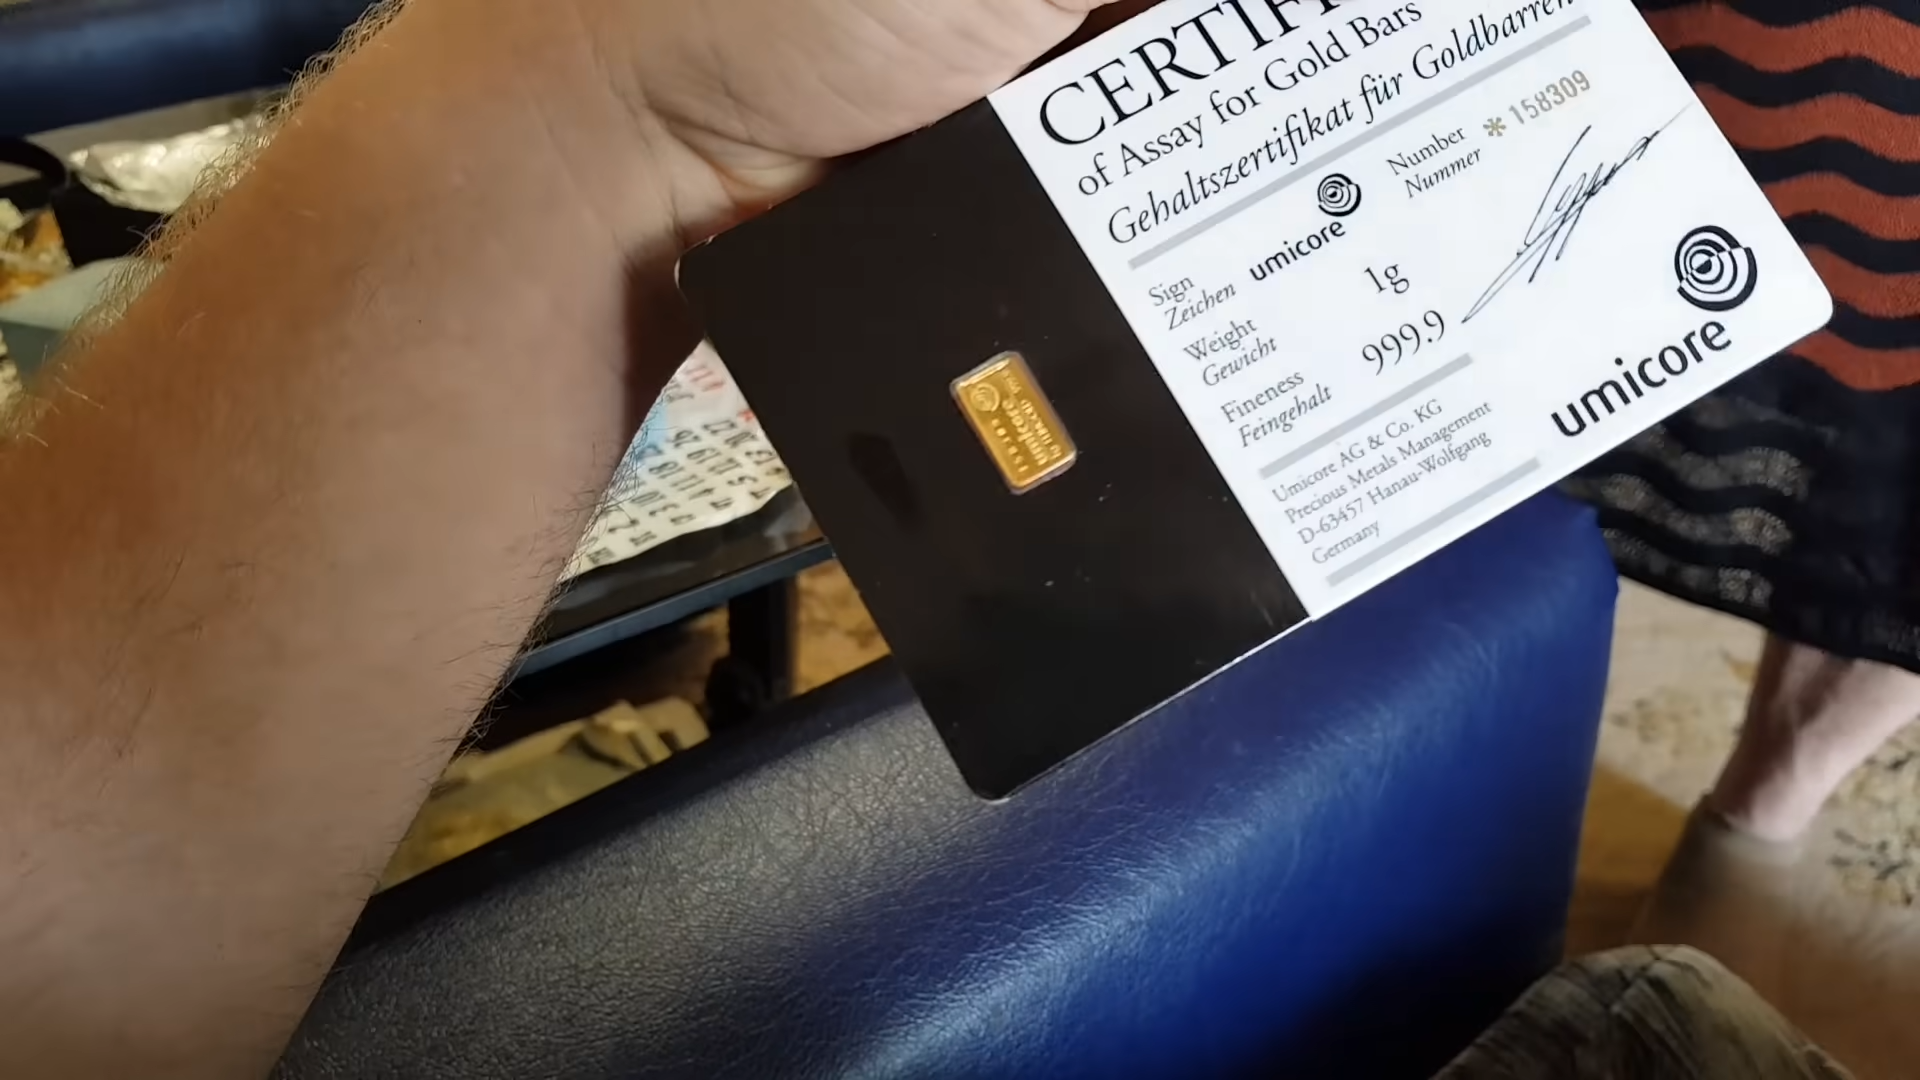 CERTIFI
of Assay for Gold Bars
Gehaltszertifikat für Goldbarren
Number * 158309
Nummer
Sign
Zeichen
umicore
Weight
Gewicht
1g
Fineness
Feingehalt
999.9
Umicore AG & Co. KG
Precious Metals Management
D-63457 Hanau-Wolfgang
Germany
umicore
umicore